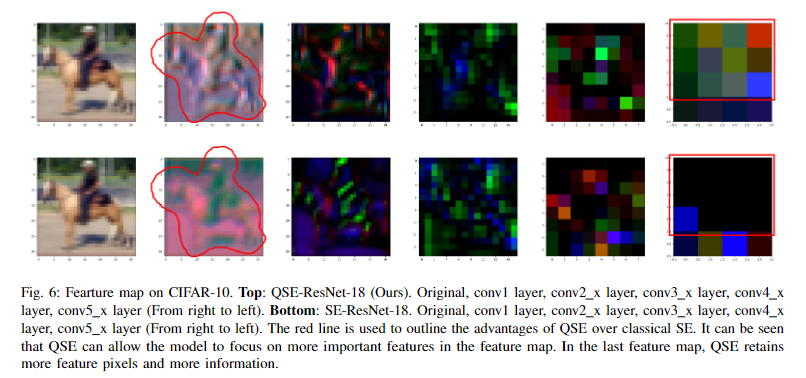 Fig. 6: Fearture map on CIFAR-10. Top: QSE-ResNet-18 (Ours). Original, conv1 layer, conv2_x layer, conv3_x layer, conv4_x
layer, conv5_x layer (From right to left). Bottom: SE-ResNet-18. Original, conv1 layer, conv2_x layer, conv3_x layer, conv4_x
layer, conv5_x layer (From right to left). The red line is used to outline the advantages of QSE over classical SE. It can be seen
that QSE can allow the model to focus on more important features in the feature map. In the last feature map, QSE retains
more feature pixels and more information.